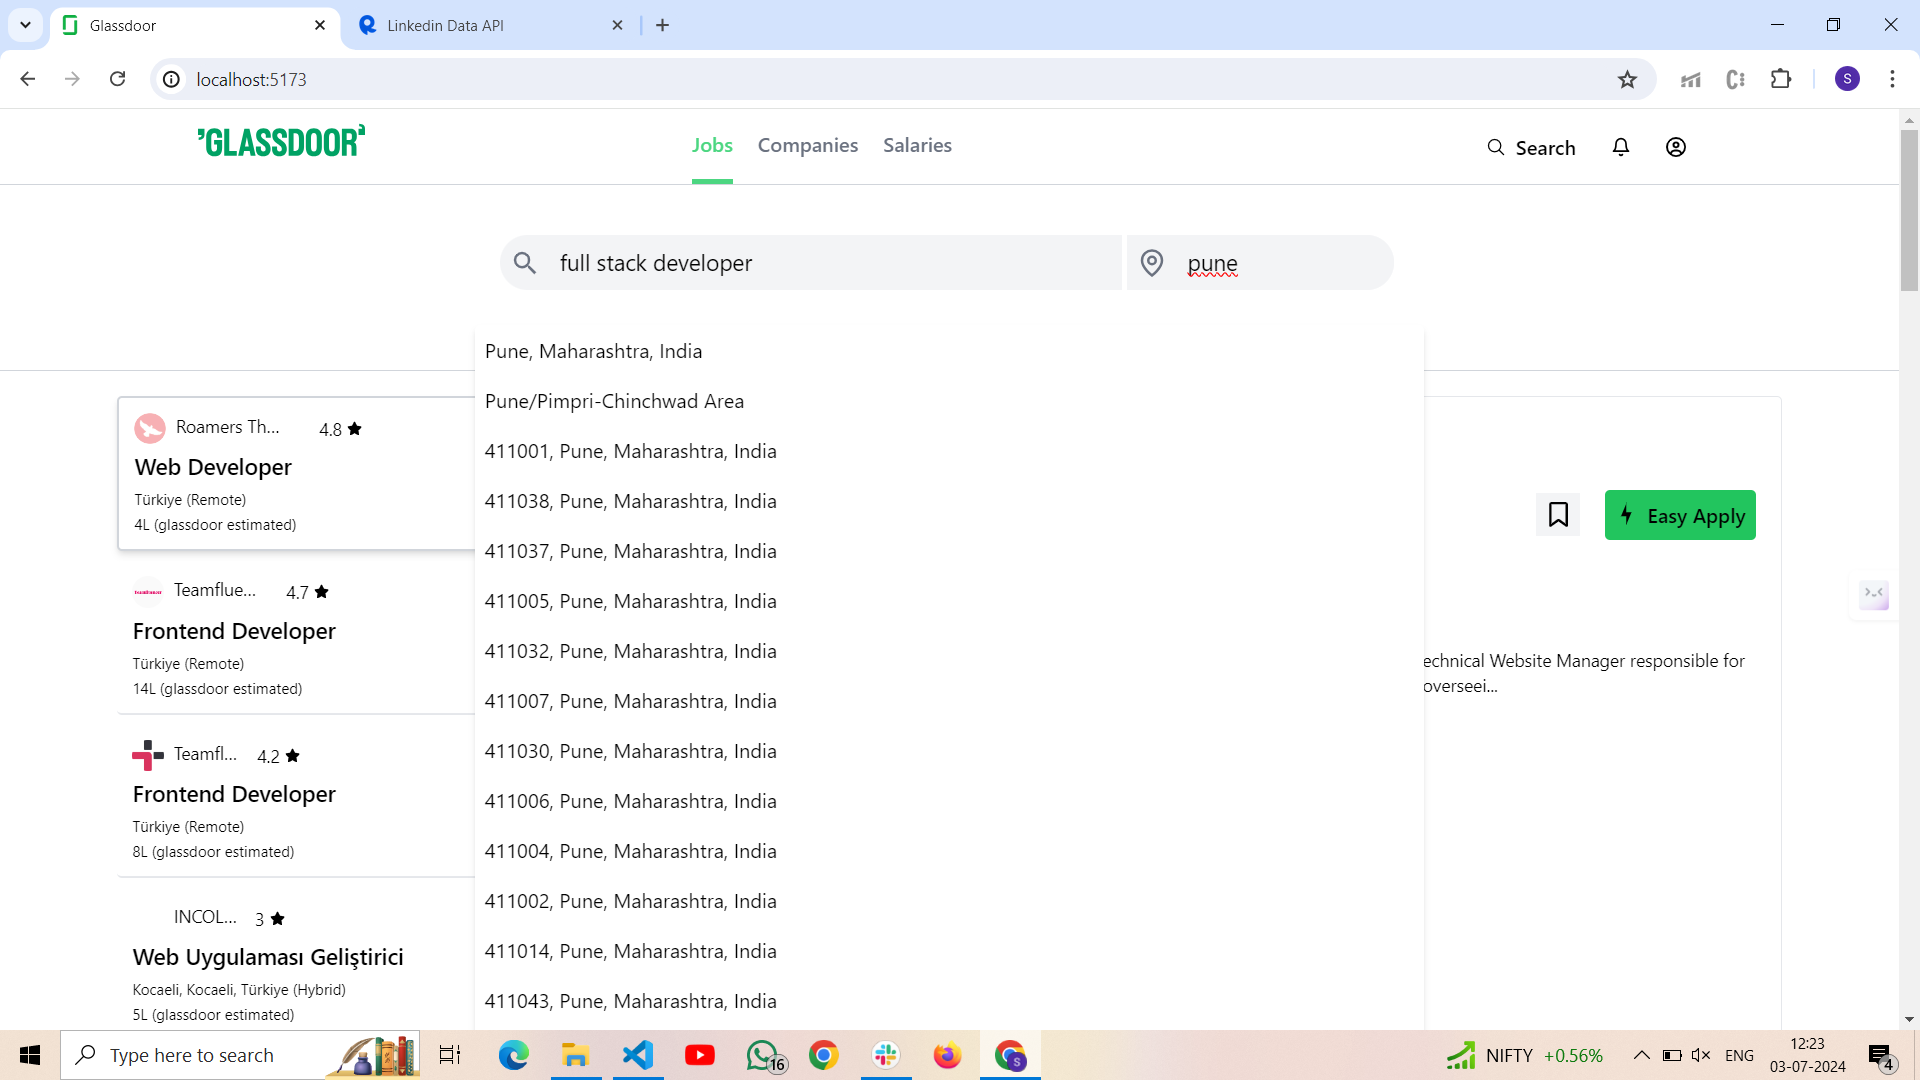 Glassdoor
Linkedin Data API
localhost:5173
S
GLASSDOOR
Jobs Companies Salaries
Search
full stack developer
pune
Pune, Maharashtra, India
Pune/Pimpri-Chinchwad Area
411001, Pune, Maharashtra, India
411038, Pune, Maharashtra, India
411037, Pune, Maharashtra, India
411005, Pune, Maharashtra, India
411032, Pune, Maharashtra, India
411007, Pune, Maharashtra, India
411030, Pune, Maharashtra, India
411006, Pune, Maharashtra, India
411004, Pune, Maharashtra, India
411002, Pune, Maharashtra, India
411014, Pune, Maharashtra, India
411043, Pune, Maharashtra, India
Roamers Th... 4.8
Web Developer
Türkiye (Remote)
4L (glassdoor estimated)
Teamflue... 4.7
Frontend Developer
Türkiye (Remote)
14L (glassdoor estimated)
Teamfl... 4.2
Frontend Developer
Türkiye (Remote)
8L (glassdoor estimated)
INCOL... 3
Web Uygulaması Geliştirici
Kocaeli, Kocaeli, Türkiye (Hybrid)
5L (glassdoor estimated)
Easy Apply
echnical Website Manager responsible for
overseei...
Type here to search
16
S
NIFTY +0.56%
ENG
12:23
03-07-2024
4